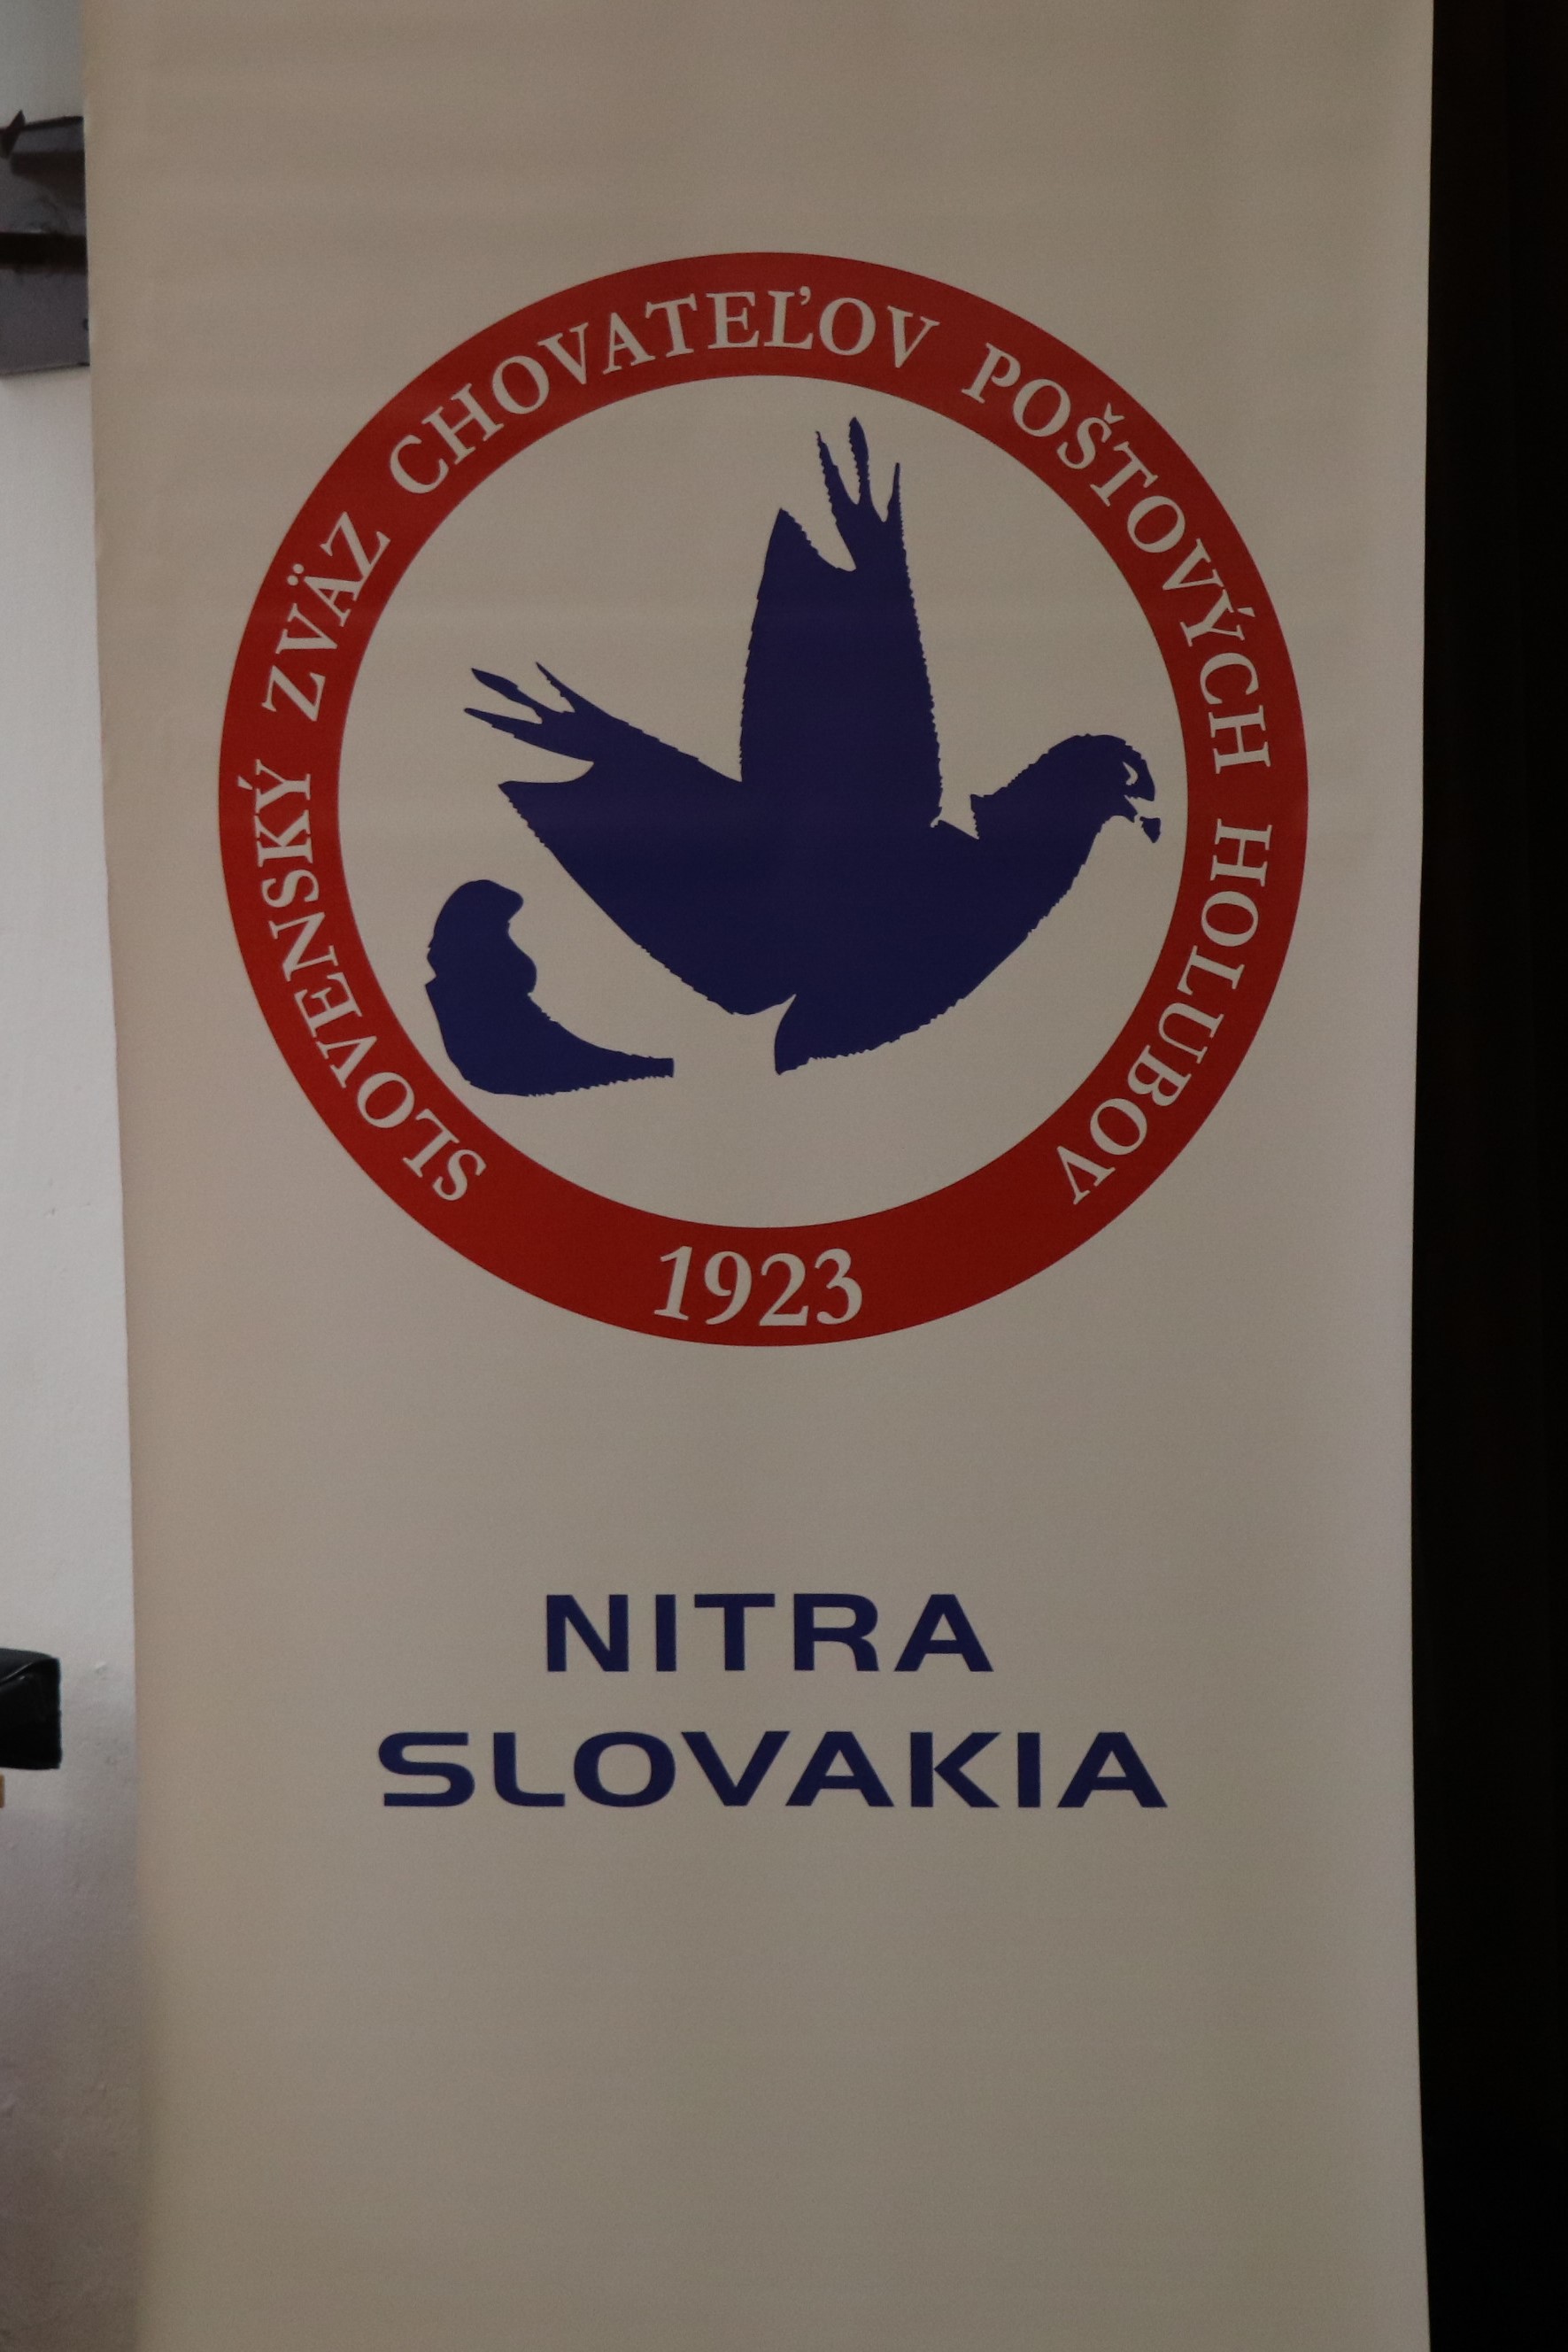 SLOVENSKÝ ZVÄZ CHOVATEĽOV POŠTOVÝCH HOLUBOV
1923
NITRA
SLOVAKIA